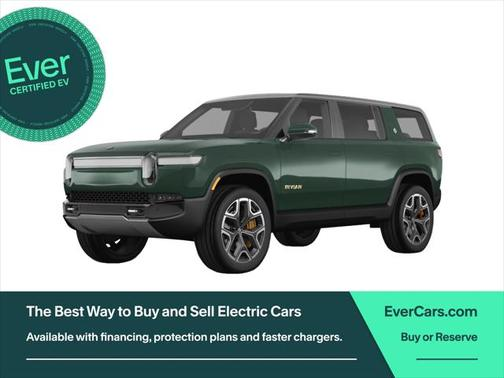 Ever
CERTIFIED EV
RIVIAN
The Best Way to Buy and Sell Electric Cars
Available with financing, protection plans and faster chargers.
EverCars.com
Buy or Reserve